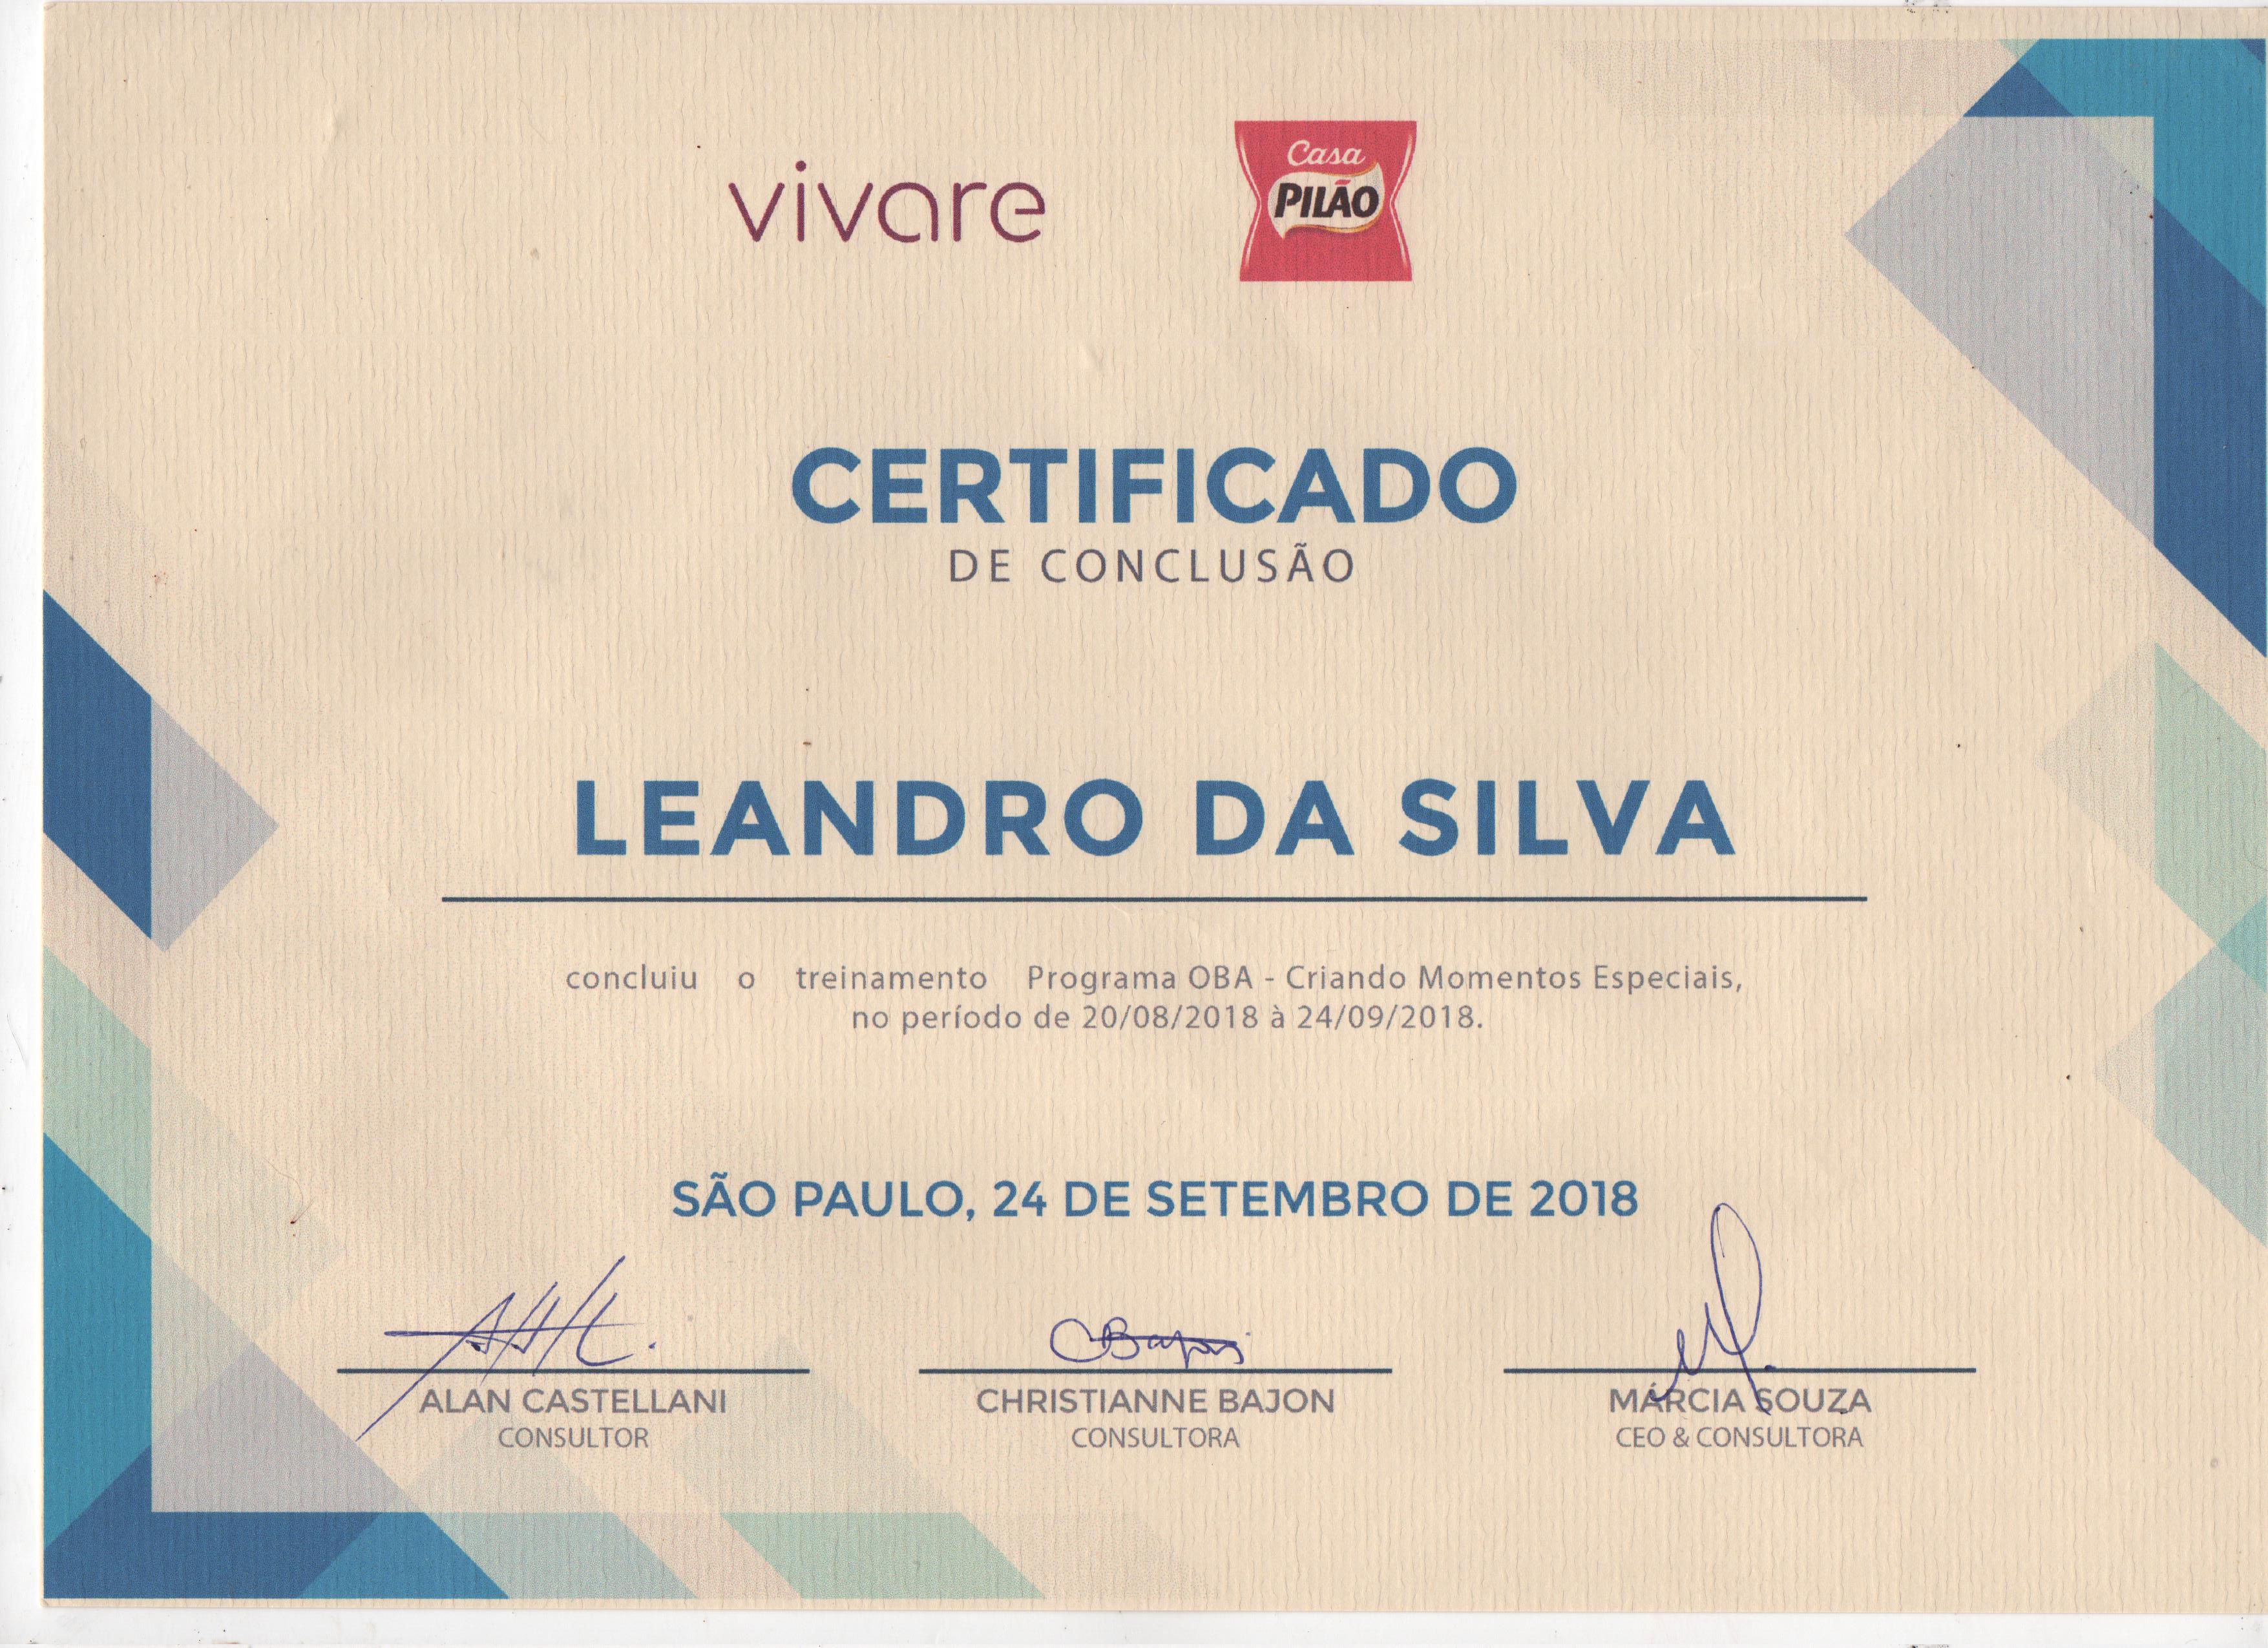 vivare
Casa
PILÃO
CERTIFICADO
DE CONCLUSÃO
LEANDRO DA SILVA
concluiu o treinamento Programa OBA - Criando Momentos Especiais,
no período de 20/08/2018 à 24/09/2018.
SÃO PAULO, 24 DE SETEMBRO DE 2018
CBajon
ALAN CASTELLANI
CONSULTOR
CHRISTIANNE BAJON
CONSULTORA
MÁRCIA SOUZA
CEO & CONSULTORA